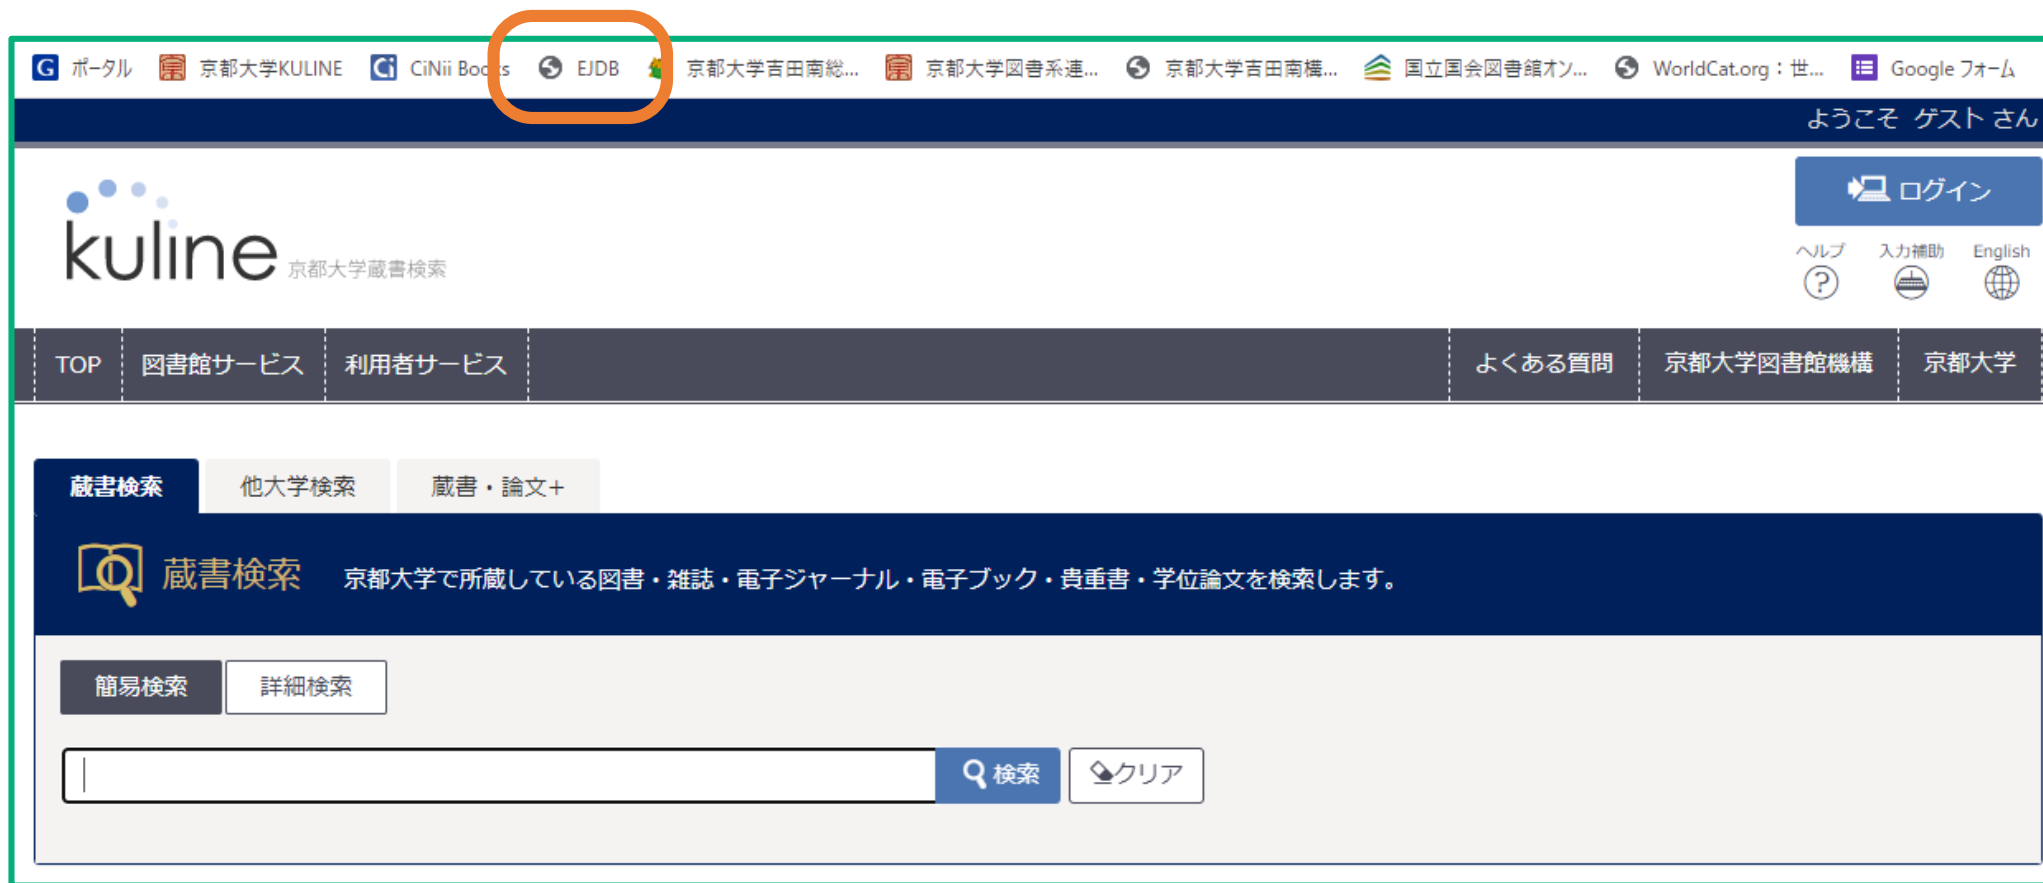 ポータル 京都大学KULINE CiNii Books EJDB 京都大学吉田南総... 京都大学図書系連... 京都大学吉田南構... 国立国会図書館オン... WorldCat.org：世... Google フォーム
ようこそ ゲスト さん
ログイン
kuline 京都大学蔵書検索
ヘルプ 入力補助 English
TOP 図書館サービス 利用者サービス よくある質問 京都大学図書館機構 京都大学
蔵書検索 他大学検索 蔵書・論文+
蔵書検索 京都大学で所蔵している図書・雑誌・電子ジャーナル・電子ブック・貴重書・学位論文を検索します。
簡易検索 詳細検索
検索 クリア